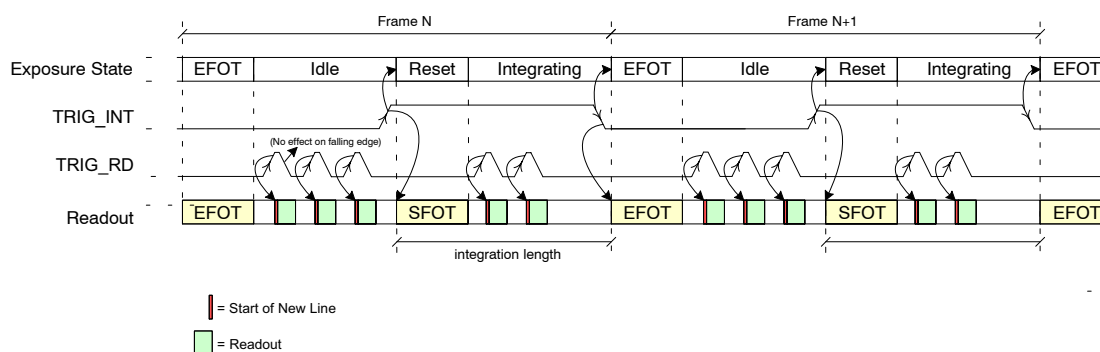 Frame N Frame N+1
Exposure State EFOT Idle Reset Integrating EFOT Idle Reset Integrating EFOT
TRIG_INT
(No effect on falling edge)
TRIG_RD
Readout EFOT SFOT EFOT SFOT EFOT
integration length
= Start of New Line
= Readout